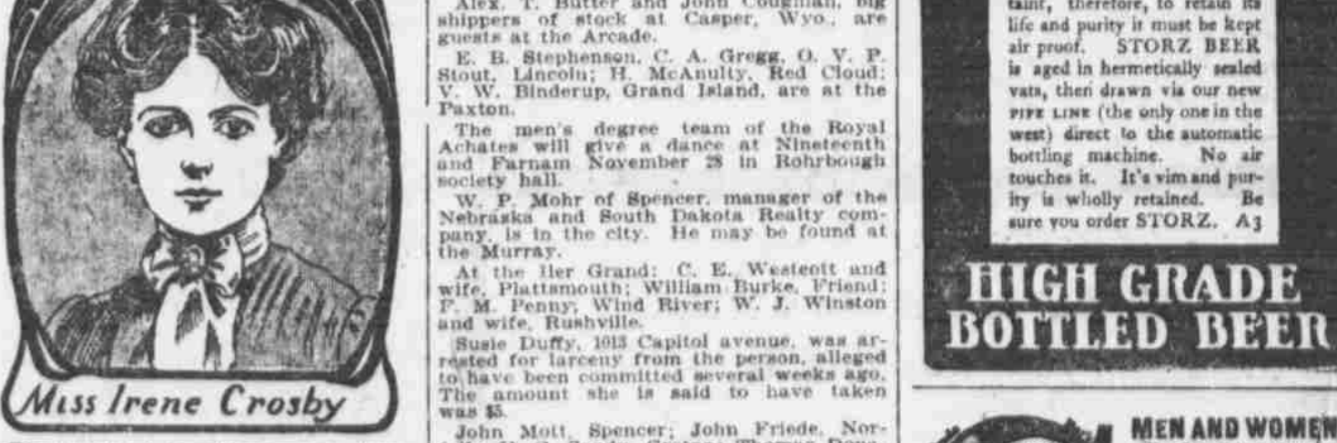 Miss Irene Crosby
Alex. T. Butter and John Coughman, big
shippers of stock at Casper, Wyo., are
guests at the Arcade.
E. B. Stephenson, C. A. Gregg, O. V. P.
Stout, Lincoln; H. McAnulty, Red Cloud;
V. W. Binderup, Grand Island, are at the
Paxton.
The men's degree team of the Royal
Achates will give a dance at Nineteenth
and Farnam November 28 in Rohrbough
society hall.
W. P. Mohr of Spencer, manager of the
Nebraska and South Dakota Realty com-
pany, is in the city. He may be found at
the Murray.
At the Iler Grand: C. E. Westcott and
wife, Plattsmouth; William Burke, Friend;
F. M. Penny, Wind River; W. J. Winston
and wife, Rushville.
Susie Duffy, 1013 Capitol avenue, was ar-
rested for larceny from the person, alleged
to have been committed several weeks ago.
The amount she is said to have taken
was $5.
John Mott, Spencer; John Friede, Nor-
taint, therefore, to retain its
life and purity it must be kept
air proof. STORZ BEER
is aged in hermetically sealed
vats, then drawn via our new
PIPE LINE (the only one in the
west) direct to the automatic
bottling machine. No air
touches it. It's vim and pur-
ity is wholly retained. Be
sure you order STORZ. A3
HIGH GRADE
BOTTLED BEER
MEN AND WOMEN